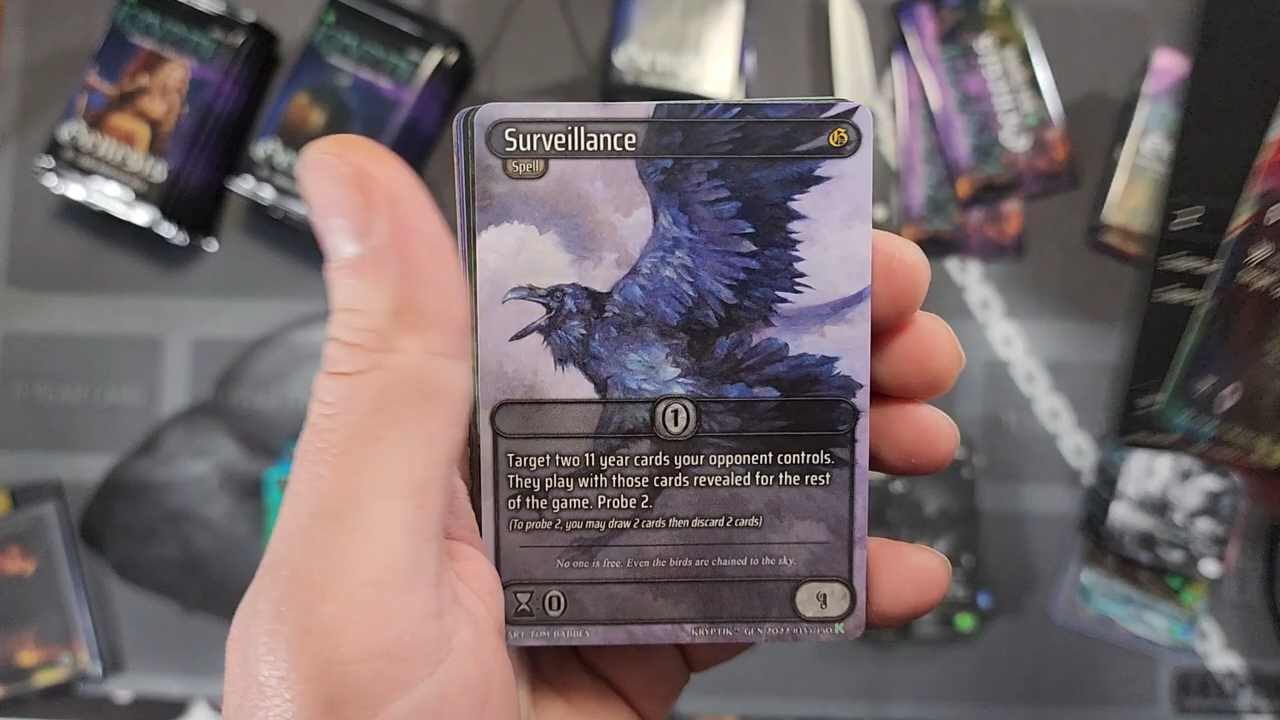 Surveillance
Spell
1
Target two 11 year cards your opponent controls.
They play with those cards revealed for the rest
of the game. Probe 2.
(To probe 2, you may draw 2 cards then discard 2 cards)
No one is free. Even the birds are chained to the sky.
0